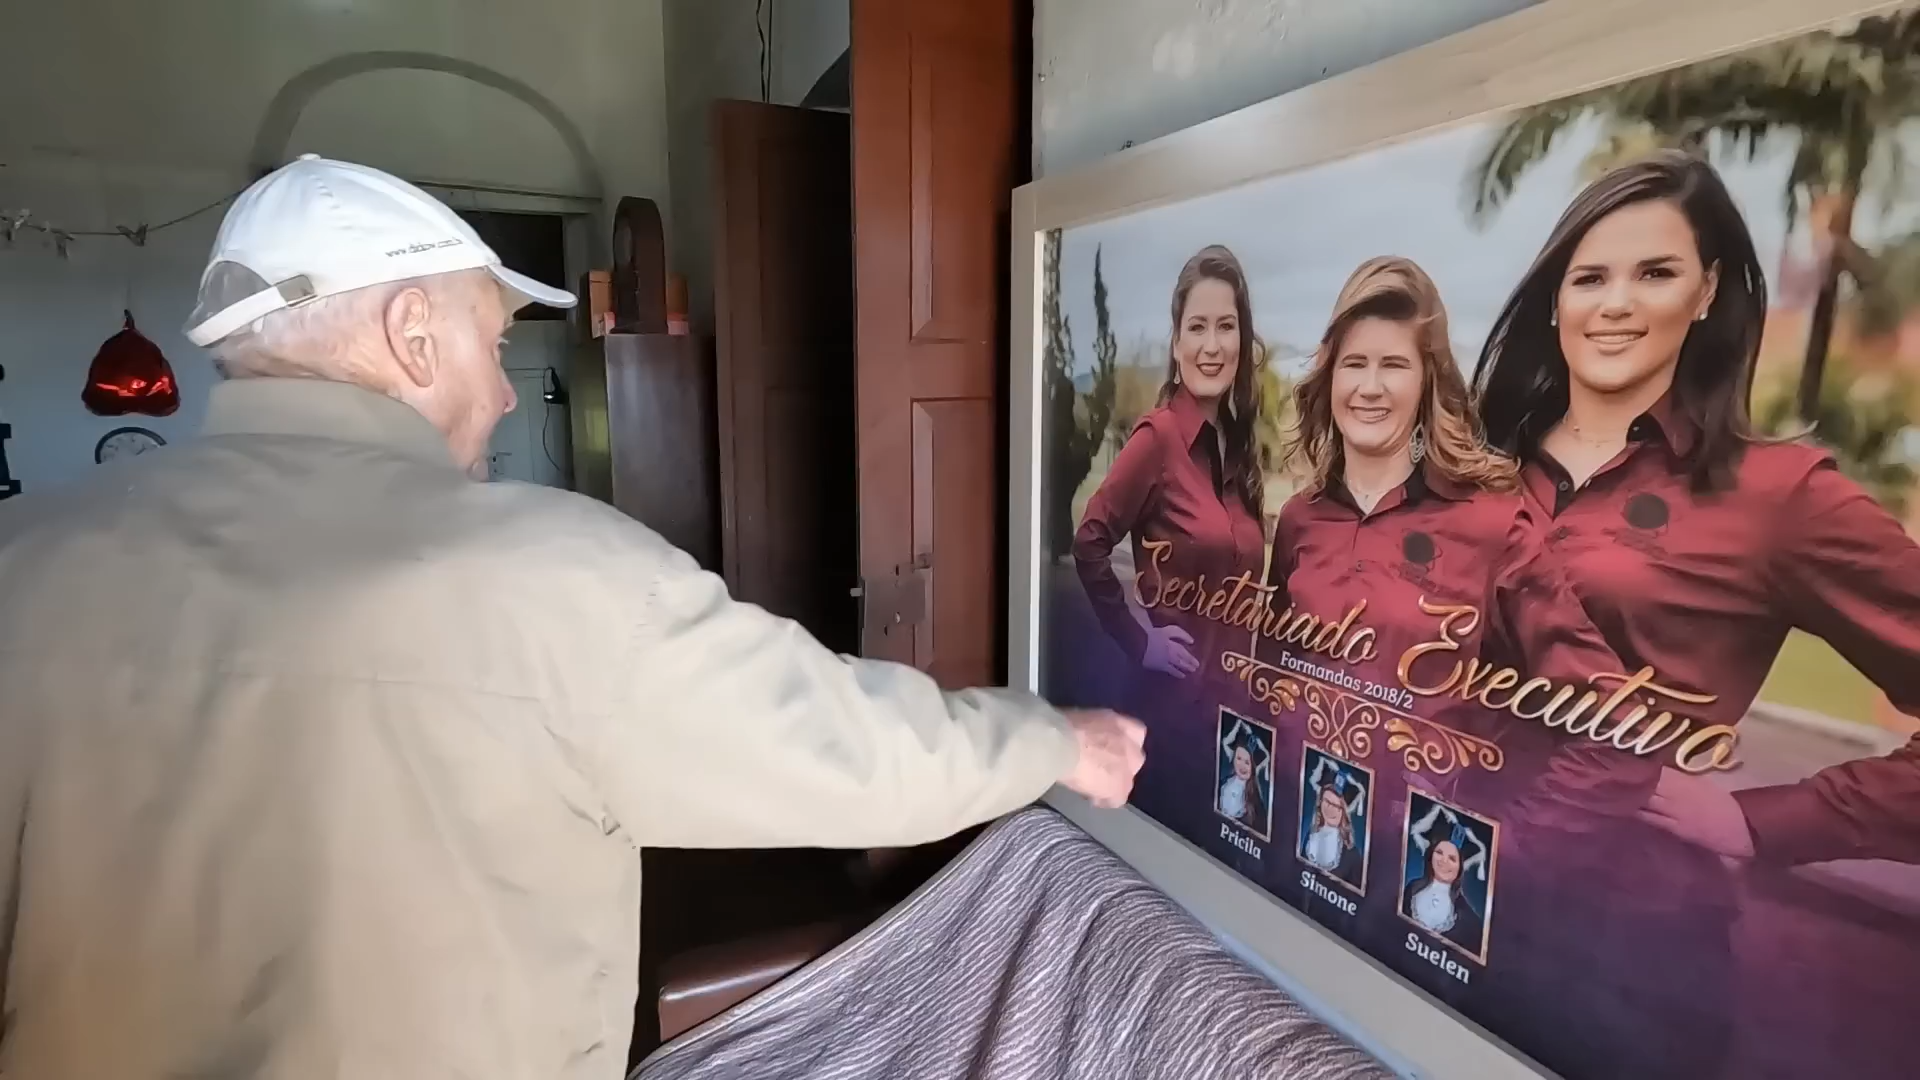 Secretariado Executivo
Formandas 2018/2
Pricila
Simone
Suelen